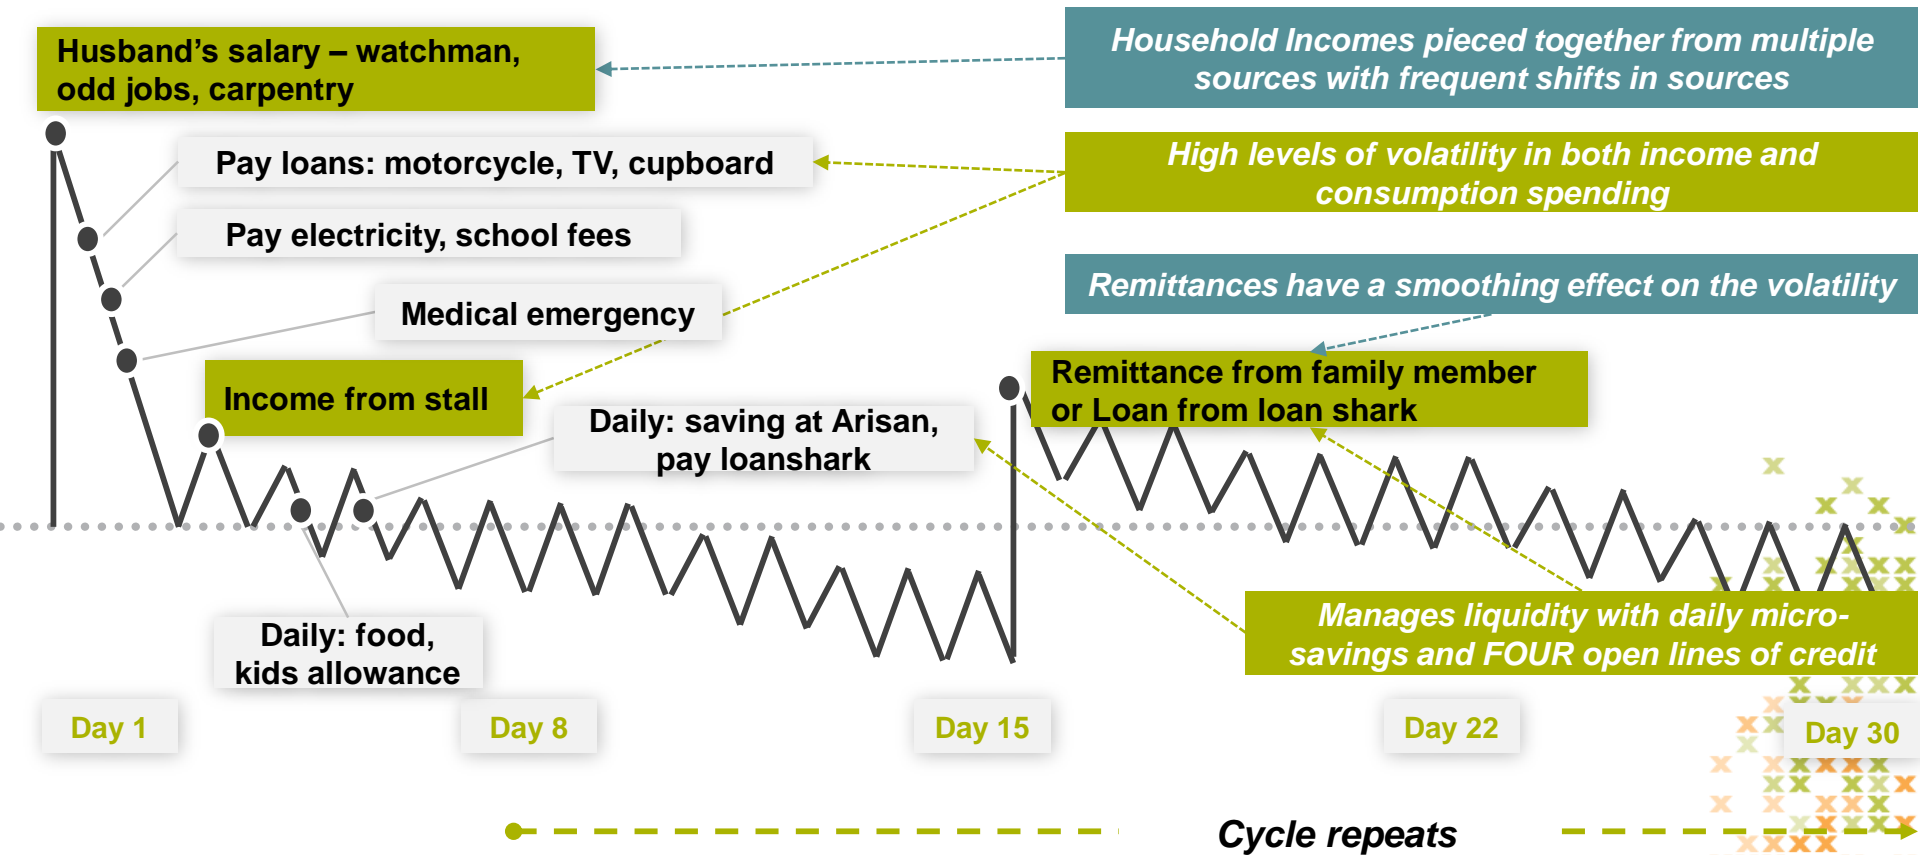 Husband’s salary – watchman,
odd jobs, carpentry
Household Incomes pieced together from multiple
sources with frequent shifts in sources
Pay loans: motorcycle, TV, cupboard
High levels of volatility in both income and
consumption spending
Pay electricity, school fees
Remittances have a smoothing effect on the volatility
Medical emergency
Income from stall
Remittance from family member
or Loan from loan shark
Daily: saving at Arisan,
pay loanshark
Daily: food,
kids allowance
Manages liquidity with daily micro-
savings and FOUR open lines of credit
Day 1
Day 8
Day 15
Day 22
Day 30
Cycle repeats